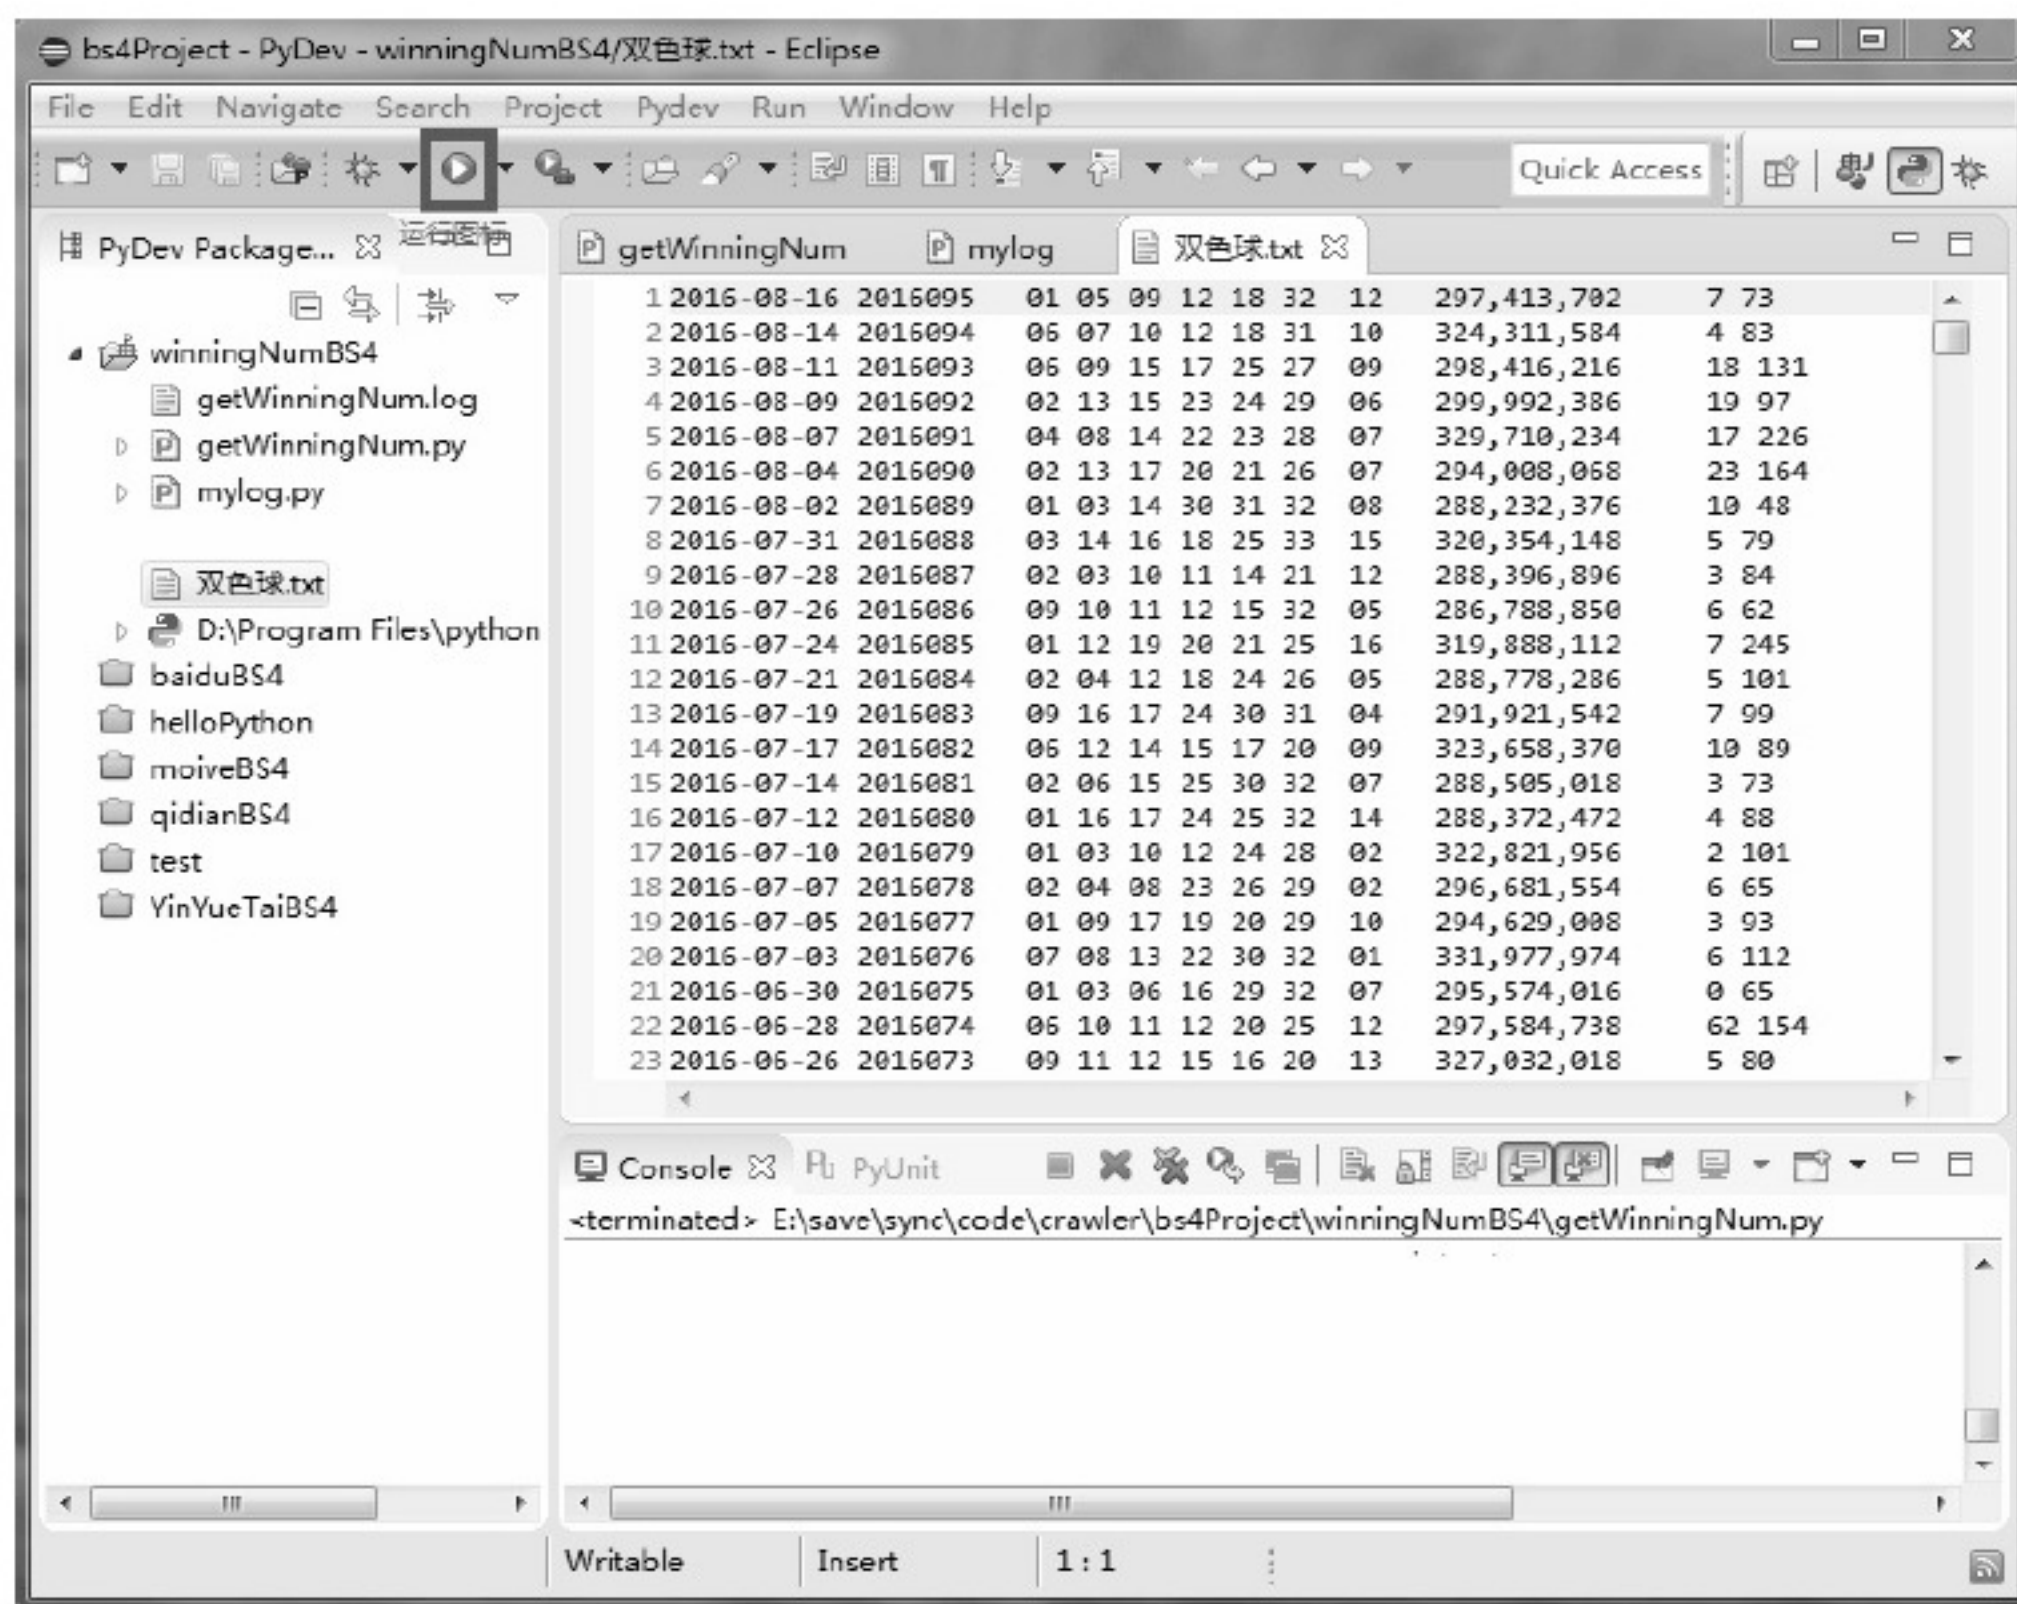 bs4Project - PyDev - winningNumBS4/双色球.txt - Eclipse
File Edit Navigate Search Project Pydev Run Window Help
Quick Access
运行图标
PyDev Package...
getWinningNum mylog 双色球.txt
winningNumBS4
getWinningNum.log
getWinningNum.py
mylog.py
双色球.txt
D:\Program Files\python
baiduBS4
helloPython
moiveBS4
qidianBS4
test
YinYueTaiBS4
1 2016-08-16 2016095 01 05 09 12 18 32 12 297,413,702 7 73
2 2016-08-14 2016094 06 07 10 12 18 31 10 324,311,584 4 83
3 2016-08-11 2016093 06 09 15 17 25 27 09 298,416,216 18 131
4 2016-08-09 2016092 02 13 15 23 24 29 06 299,992,386 19 97
5 2016-08-07 2016091 04 08 14 22 23 28 07 329,710,234 17 226
6 2016-08-04 2016090 02 13 17 20 21 26 07 294,008,068 23 164
7 2016-08-02 2016089 01 03 14 30 31 32 08 288,232,376 10 48
8 2016-07-31 2016088 03 14 16 18 25 33 15 320,354,148 5 79
9 2016-07-28 2016087 02 03 10 11 14 21 12 288,396,896 3 84
10 2016-07-26 2016086 09 10 11 12 15 32 05 286,788,850 6 62
11 2016-07-24 2016085 01 12 19 20 21 25 16 319,888,112 7 245
12 2016-07-21 2016084 02 04 12 18 24 26 05 288,778,286 5 101
13 2016-07-19 2016083 09 16 17 24 30 31 04 291,921,542 7 99
14 2016-07-17 2016082 06 12 14 15 17 20 09 323,658,370 10 89
15 2016-07-14 2016081 02 06 15 25 30 32 07 288,505,018 3 73
16 2016-07-12 2016080 01 16 17 24 25 32 14 288,372,472 4 88
17 2016-07-10 2016079 01 03 10 12 24 28 02 322,821,956 2 101
18 2016-07-07 2016078 02 04 08 23 26 29 02 296,681,554 6 65
19 2016-07-05 2016077 01 09 17 19 20 29 10 294,629,008 3 93
20 2016-07-03 2016076 07 08 13 22 30 32 01 331,977,974 6 112
21 2016-06-30 2016075 01 03 06 16 29 32 07 295,574,016 0 65
22 2016-06-28 2016074 06 10 11 12 20 25 12 297,584,738 62 154
23 2016-06-26 2016073 09 11 12 15 16 20 13 327,032,018 5 80
Console PyUnit
<terminated> E:\save\sync\code\crawler\bs4Project\winningNumBS4\getWinningNum.py
Writable Insert 1:1